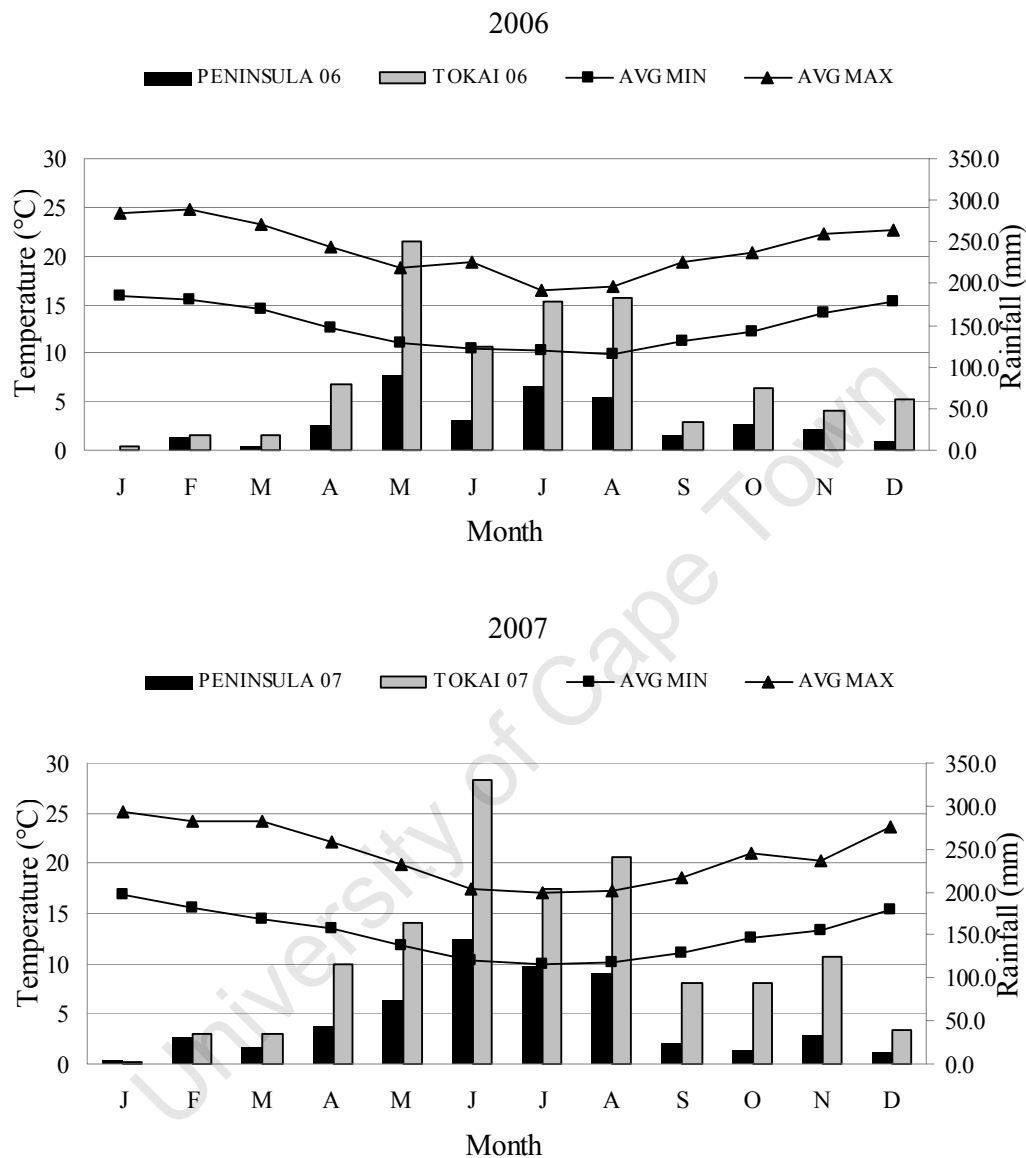 2006
PENINSULA 06 TOKAI 06 AVG MIN AVG MAX
30 350.0
25 300.0
20 250.0
15 200.0
10 150.0
5 100.0
0 50.0
0.0
Temperature (°C)
Rainfall (mm)
J F M A M J J A S O N D
Month
2007
PENINSULA 07 TOKAI 07 AVG MIN AVG MAX
30 350.0
25 300.0
20 250.0
15 200.0
10 150.0
5 100.0
0 50.0
0.0
Temperature (°C)
Rainfall (mm)
J F M A M J J A S O N D
Month
University of Cape Town